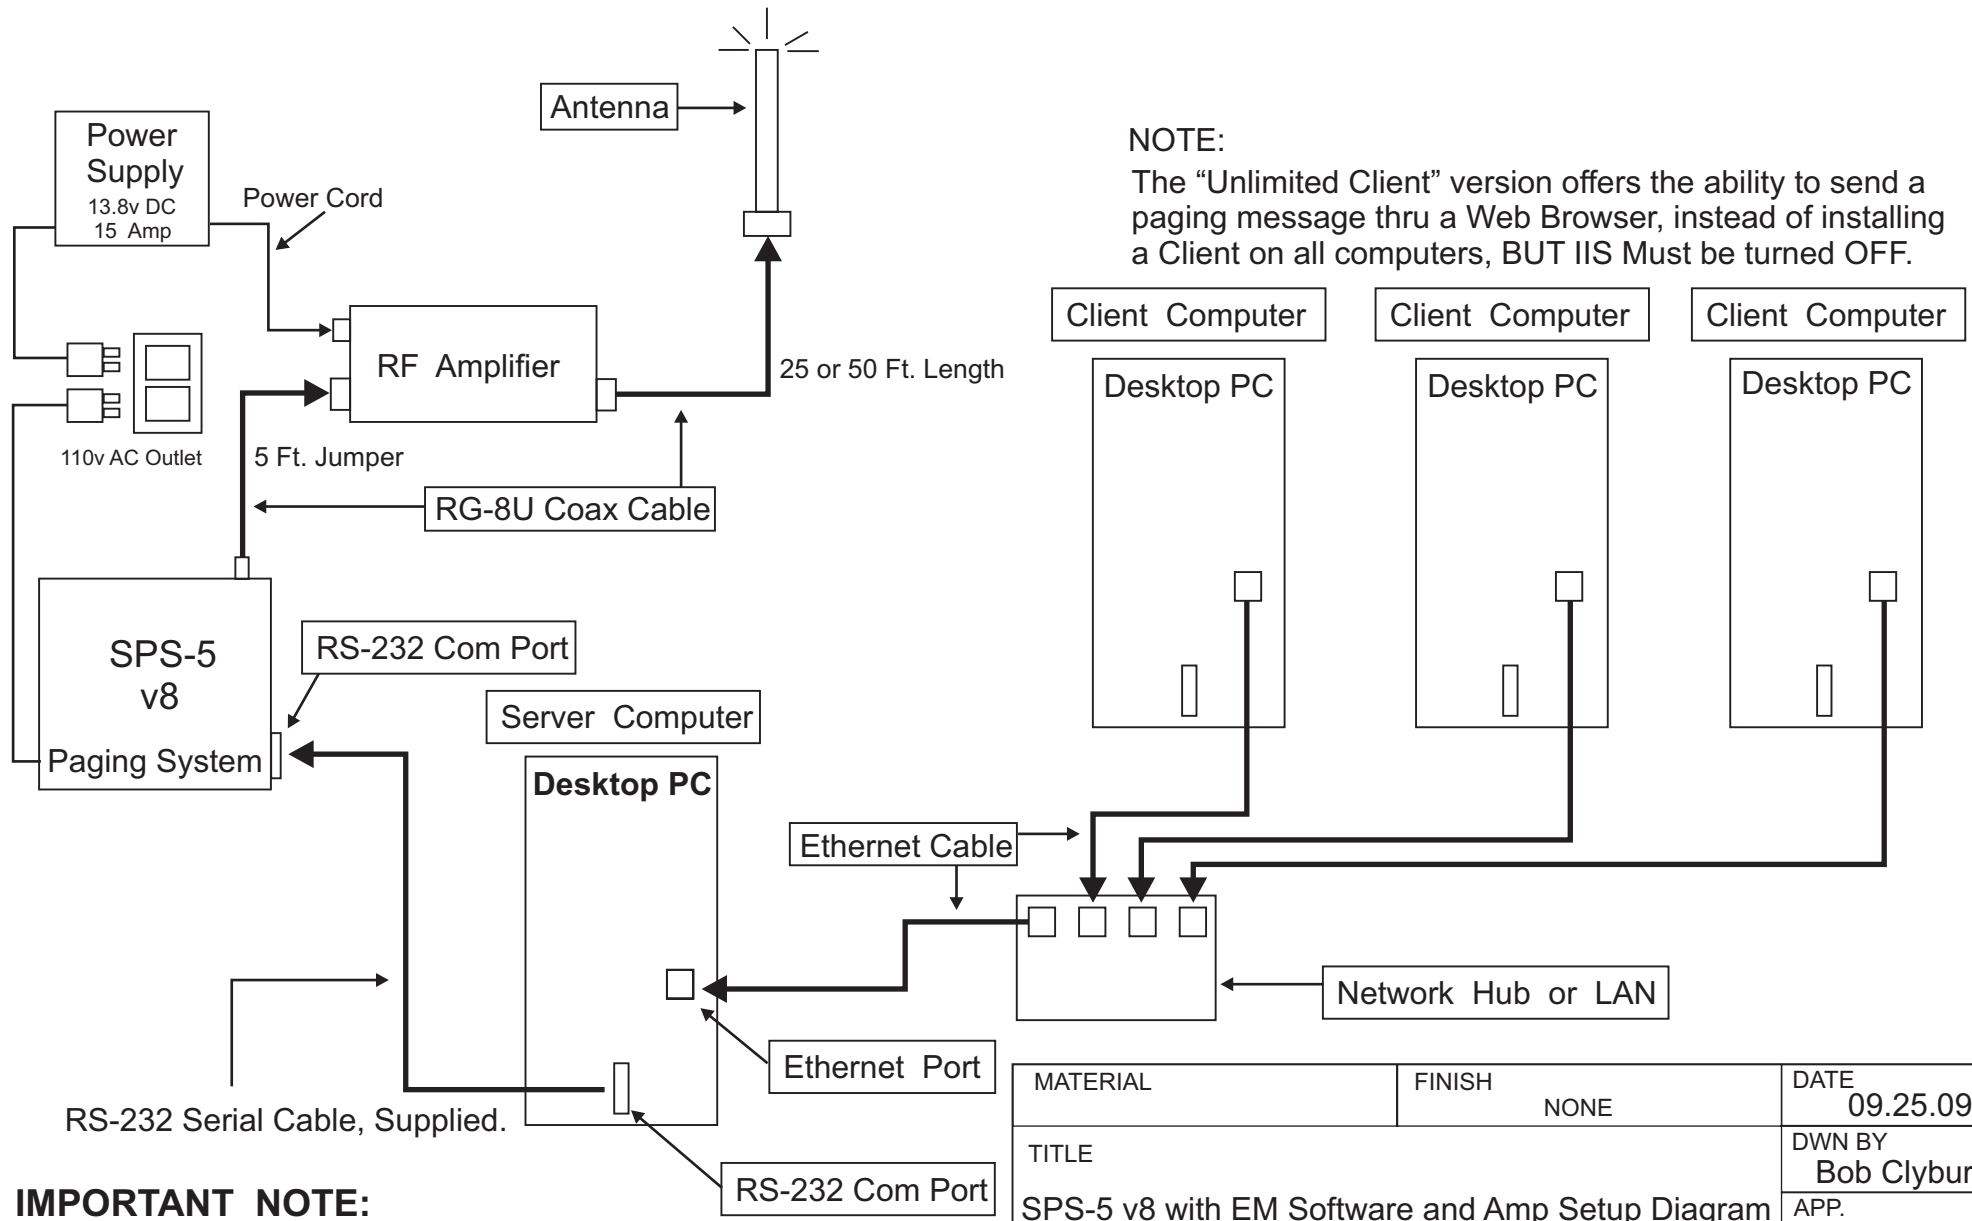 Antenna
Power
Supply
13.8v DC
15 Amp
Power Cord
NOTE:
The “Unlimited Client” version offers the ability to send a
paging message thru a Web Browser, instead of installing
a Client on all computers, BUT IIS Must be turned OFF.
Client Computer
Client Computer
Client Computer
RF Amplifier
25 or 50 Ft. Length
Desktop PC
Desktop PC
Desktop PC
110v AC Outlet
5 Ft. Jumper
RG-8U Coax Cable
SPS-5
v8
Paging System
RS-232 Com Port
Server Computer
Desktop PC
Ethernet Cable
Network Hub or LAN
Ethernet Port
RS-232 Serial Cable, Supplied.
RS-232 Com Port
IMPORTANT NOTE:
MATERIAL
FINISH
NONE
DATE
09.25.09
TITLE
SPS-5 v8 with EM Software and Amp Setup Diagram
DWN BY
Bob Clybur
APP.